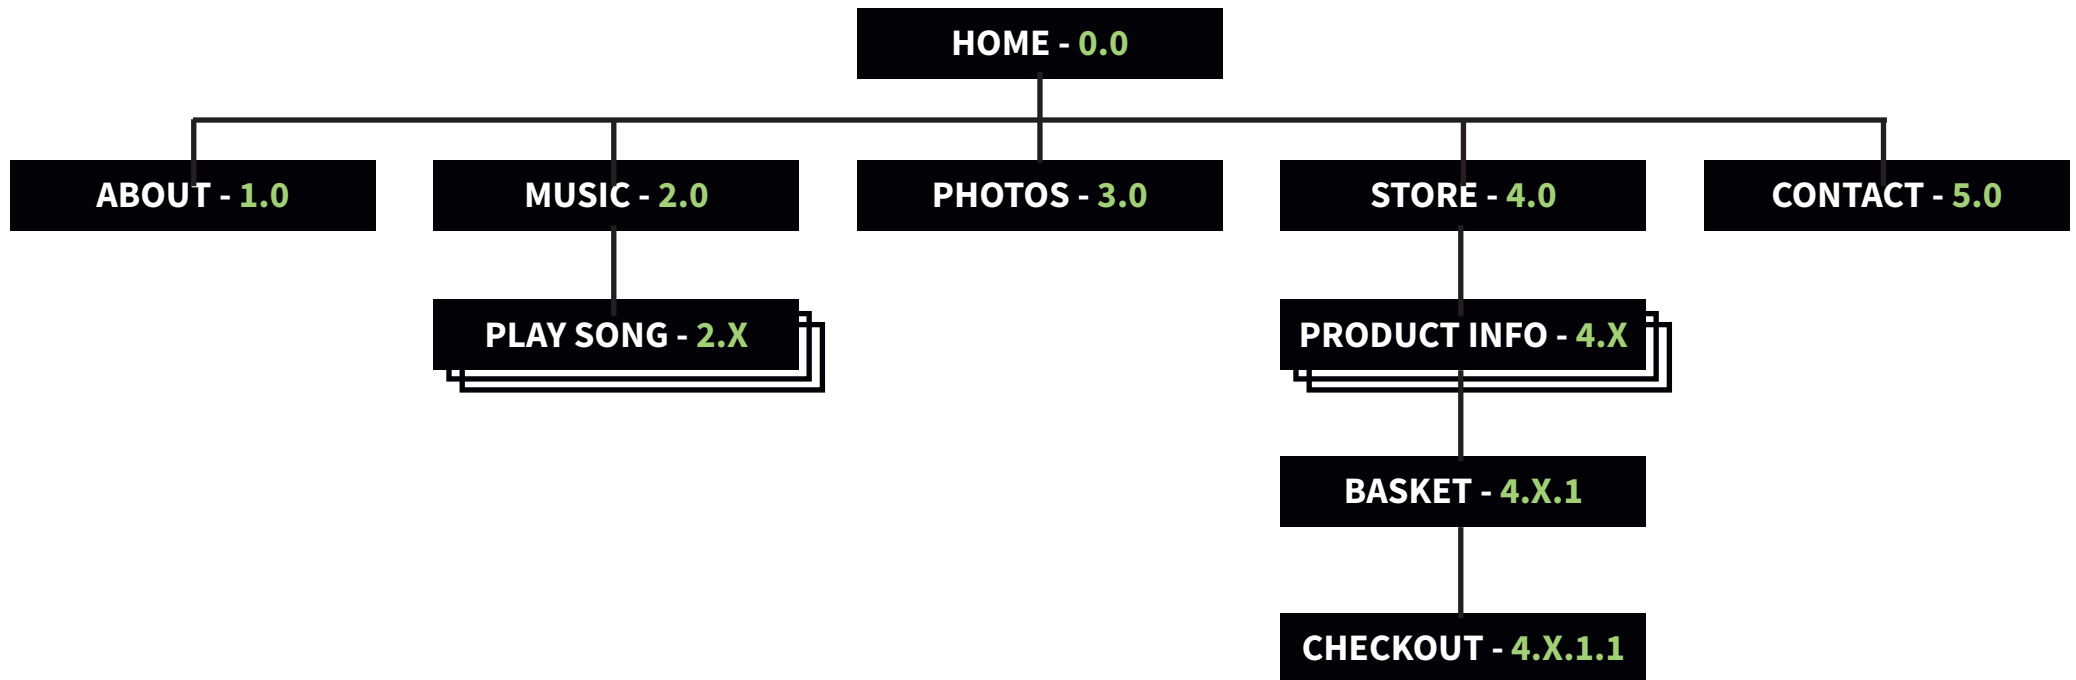 HOME - 0.0
ABOUT - 1.0
MUSIC - 2.0
PHOTOS - 3.0
STORE - 4.0
CONTACT - 5.0
PLAY SONG - 2.X
PRODUCT INFO - 4.X
BASKET - 4.X.1
CHECKOUT - 4.X.1.1